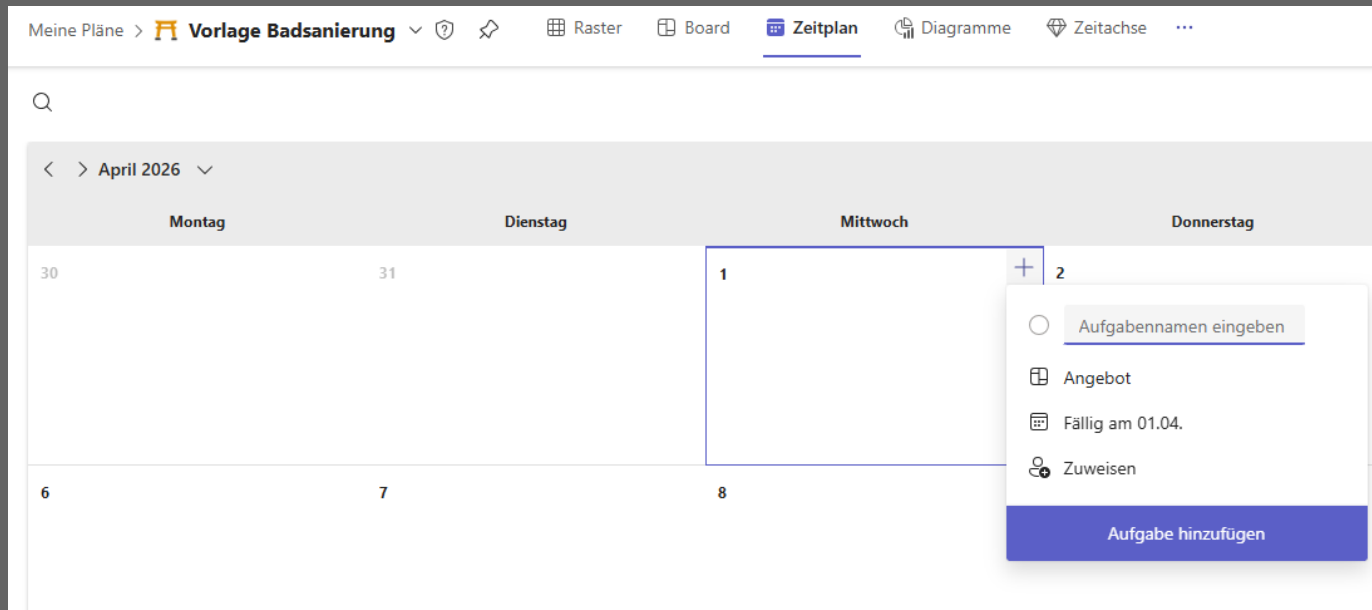 Meine Pläne > Vorlage Badsanierung Raster Board Zeitplan Diagramme Zeitachse ...
April 2026
Montag Dienstag Mittwoch Donnerstag
30 31 1 2
Aufgabennamen eingeben
Angebot
Fällig am 01.04.
Zuweisen
6 7 8
Aufgabe hinzufügen